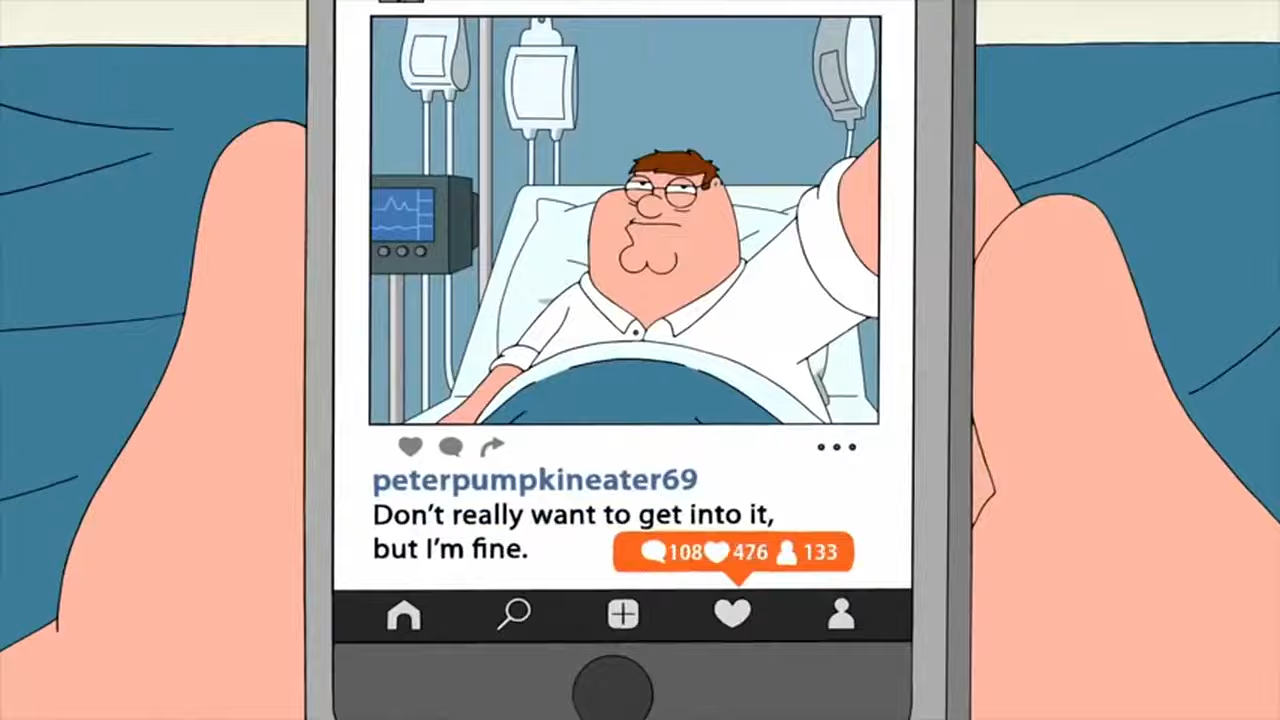 peterpumpkineater69
Don't really want to get into it,
but I'm fine.
108 476 133